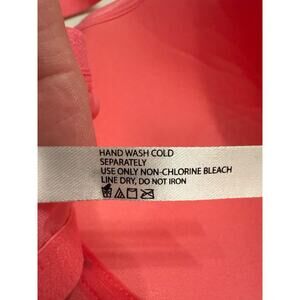 HAND WASH COLD
SEPARATELY
USE ONLY NON-CHLORINE BLEACH
LINE DRY, DO NOT IRON